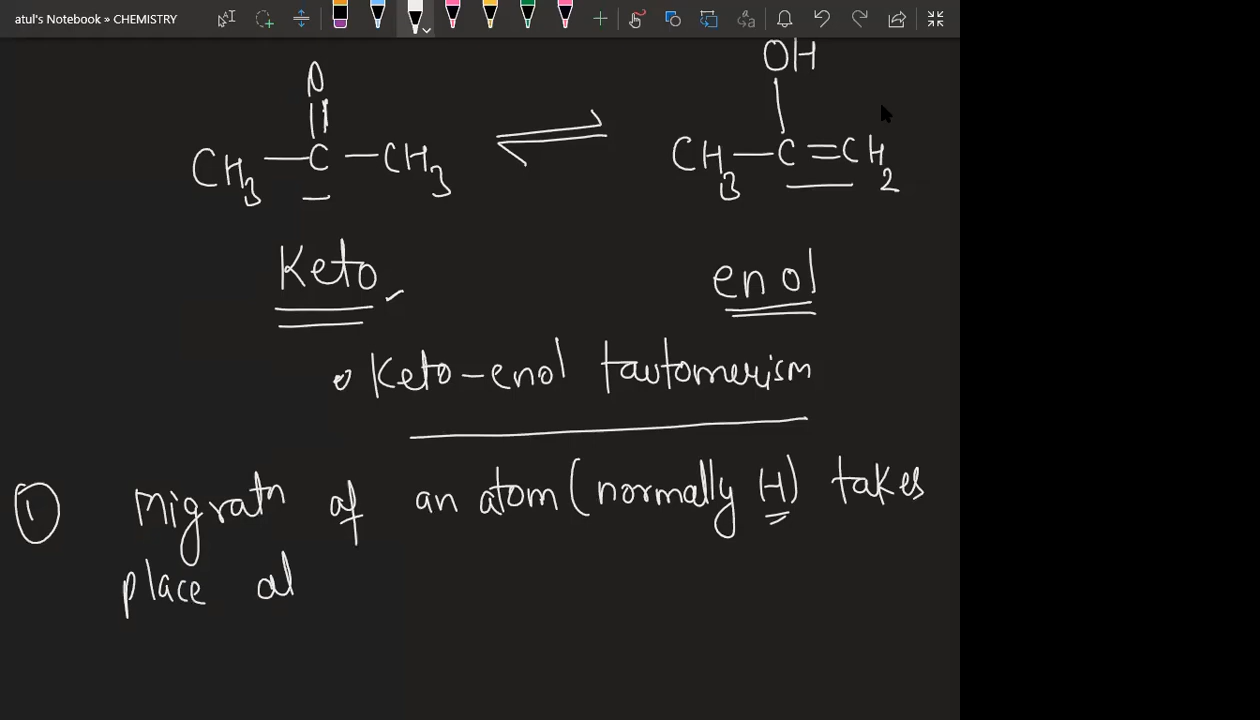 atul's Notebook » CHEMISTRY
O OH
CH3—C—CH3 ⇌ CH3—C=CH2
Keto enol
Keto-enol tautomerism
① Migratn of an atom (normally H) takes
place al